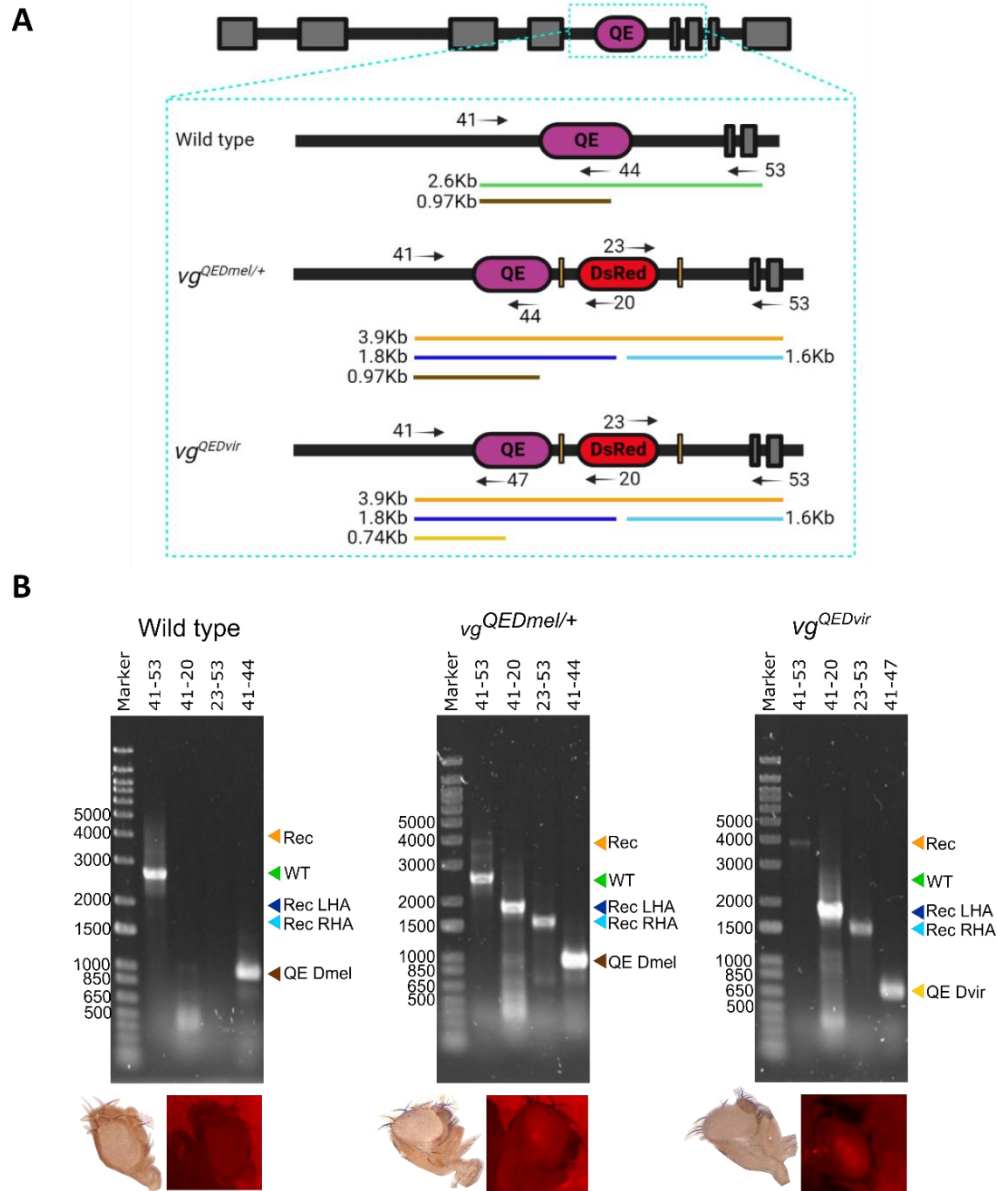 A
QE
Wild type
41
QE
44
53
2.6Kb
0.97Kb
vgQEDmel/+
41
23
QE
DsRed
44
20
53
3.9Kb
1.8Kb
1.6Kb
0.97Kb
vgQEDvir
41
23
QE
DsRed
47
20
53
3.9Kb
1.8Kb
1.6Kb
0.74Kb
B
Wild type
Marker
41-53
41-20
23-53
41-44
5000
4000
3000
2000
1500
1000
850
650
500
Rec
WT
Rec LHA
Rec RHA
QE Dmel
vgQEDmel/+
Marker
41-53
41-20
23-53
41-44
5000
4000
3000
2000
1500
1000
850
650
500
Rec
WT
Rec LHA
Rec RHA
QE Dmel
vgQEDvir
Marker
41-53
41-20
23-53
41-47
5000
4000
3000
2000
1500
1000
850
650
500
Rec
WT
Rec LHA
Rec RHA
QE Dvir